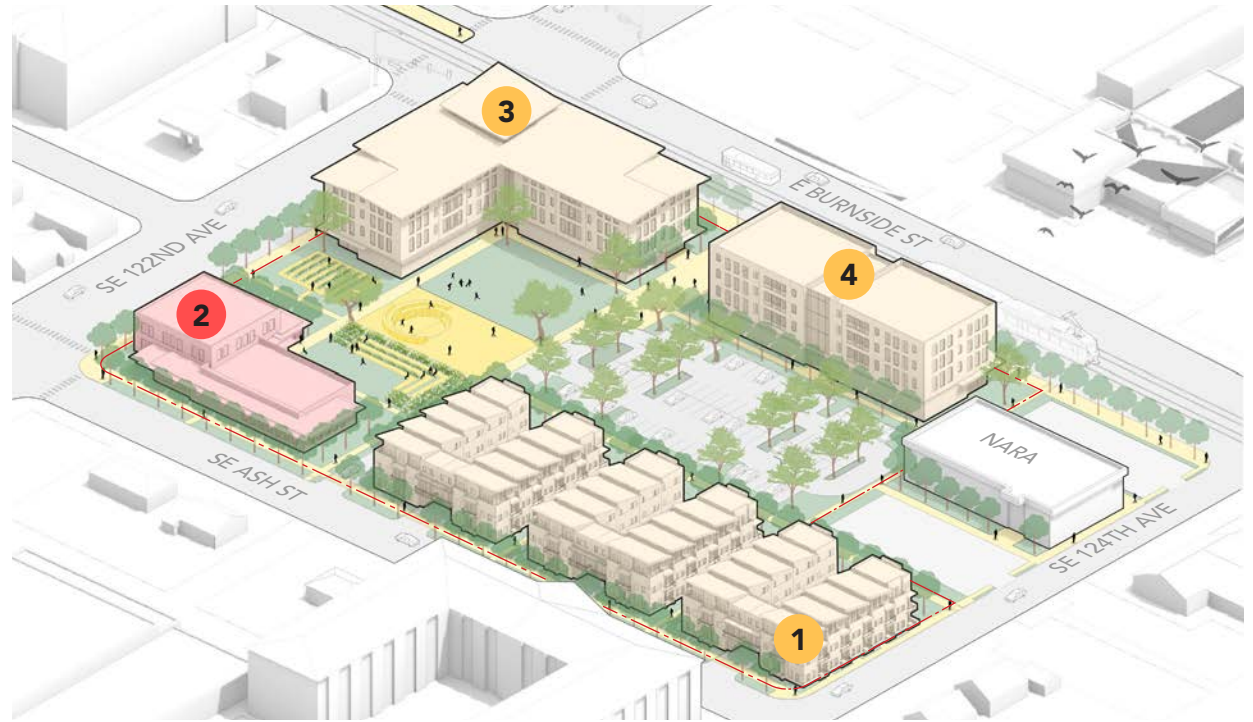 3
E BURNSIDE ST
SE 122ND AVE
4
2
NARA
SE ASH ST
SE 124TH AVE
1